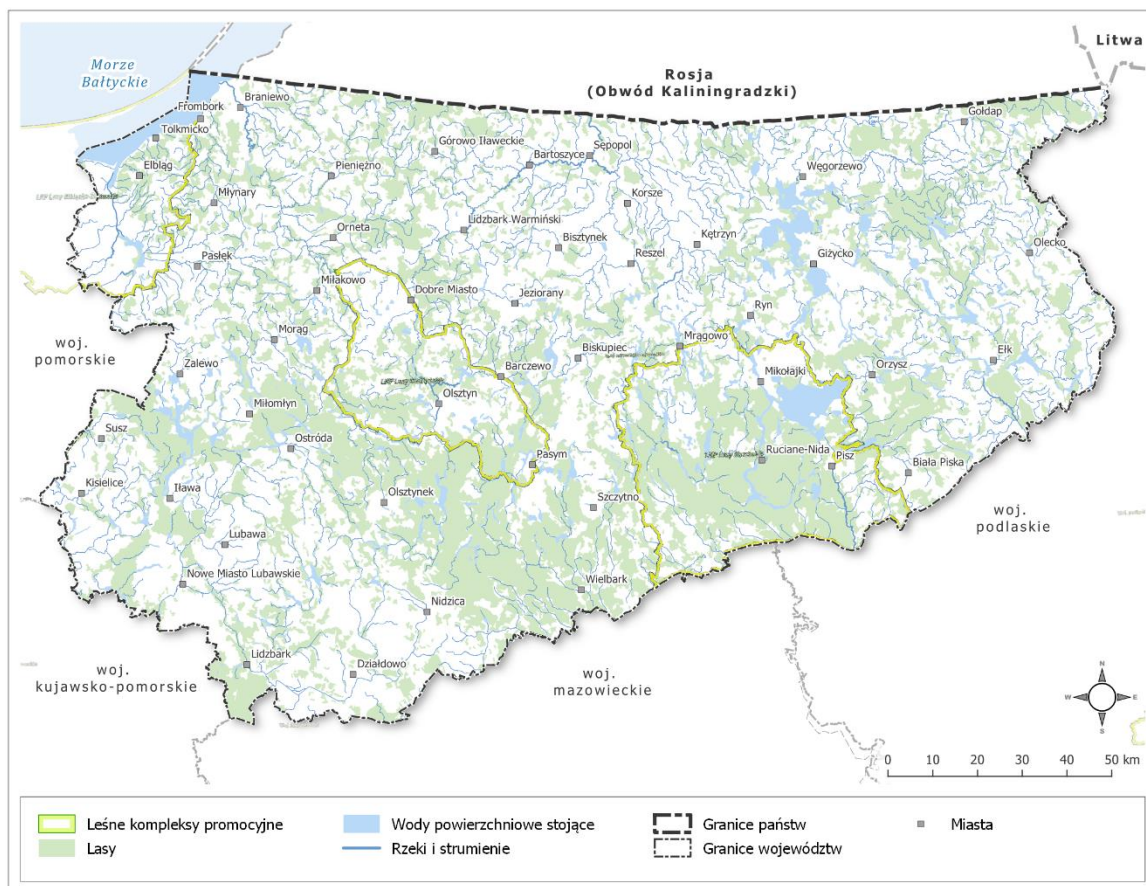 Litwa
Morze
Bałtyckie
Rosja
(Obwód Kaliningradzki)
Frombork
Braniewo
Gołdap
Tolkmicko
Górowo Iławeckie
Sępopol
Bartoszyce
Elbląg
Pieniężno
Węgorzewo
Młynary
Korsze
Lidzbark Warmiński
Orneta
Bisztynek
Kętrzyn
Olecko
Pasłęk
Reszel
Giżycko
Miłakowo
Dobre Miasto
Jeziorany
Ryn
woj.
pomorskie
Morąg
Mrągowo
Biskupiec
Zalewo
Barczewo
Orzysz
Ełk
Mikołajki
Olsztyn
Miłomłyn
Susz
Ostróda
Ruciane-Nida
Pisz
Pasym
Biała Piska
Kisielice
Iława
Olsztynek
Szczytno
woj.
podlaskie
Lubawa
Nowe Miasto Lubawskie
Wielbark
Nidzica
Lidzbark
Działdowo
woj.
kujawsko-pomorskie
woj.
mazowieckie
N
W E
S
0 10 20 30 40 50 km
Leśne kompleksy promocyjne
Wody powierzchniowe stojące
Granice państw
Miasta
Lasy
Rzeki i strumienie
Granice województw